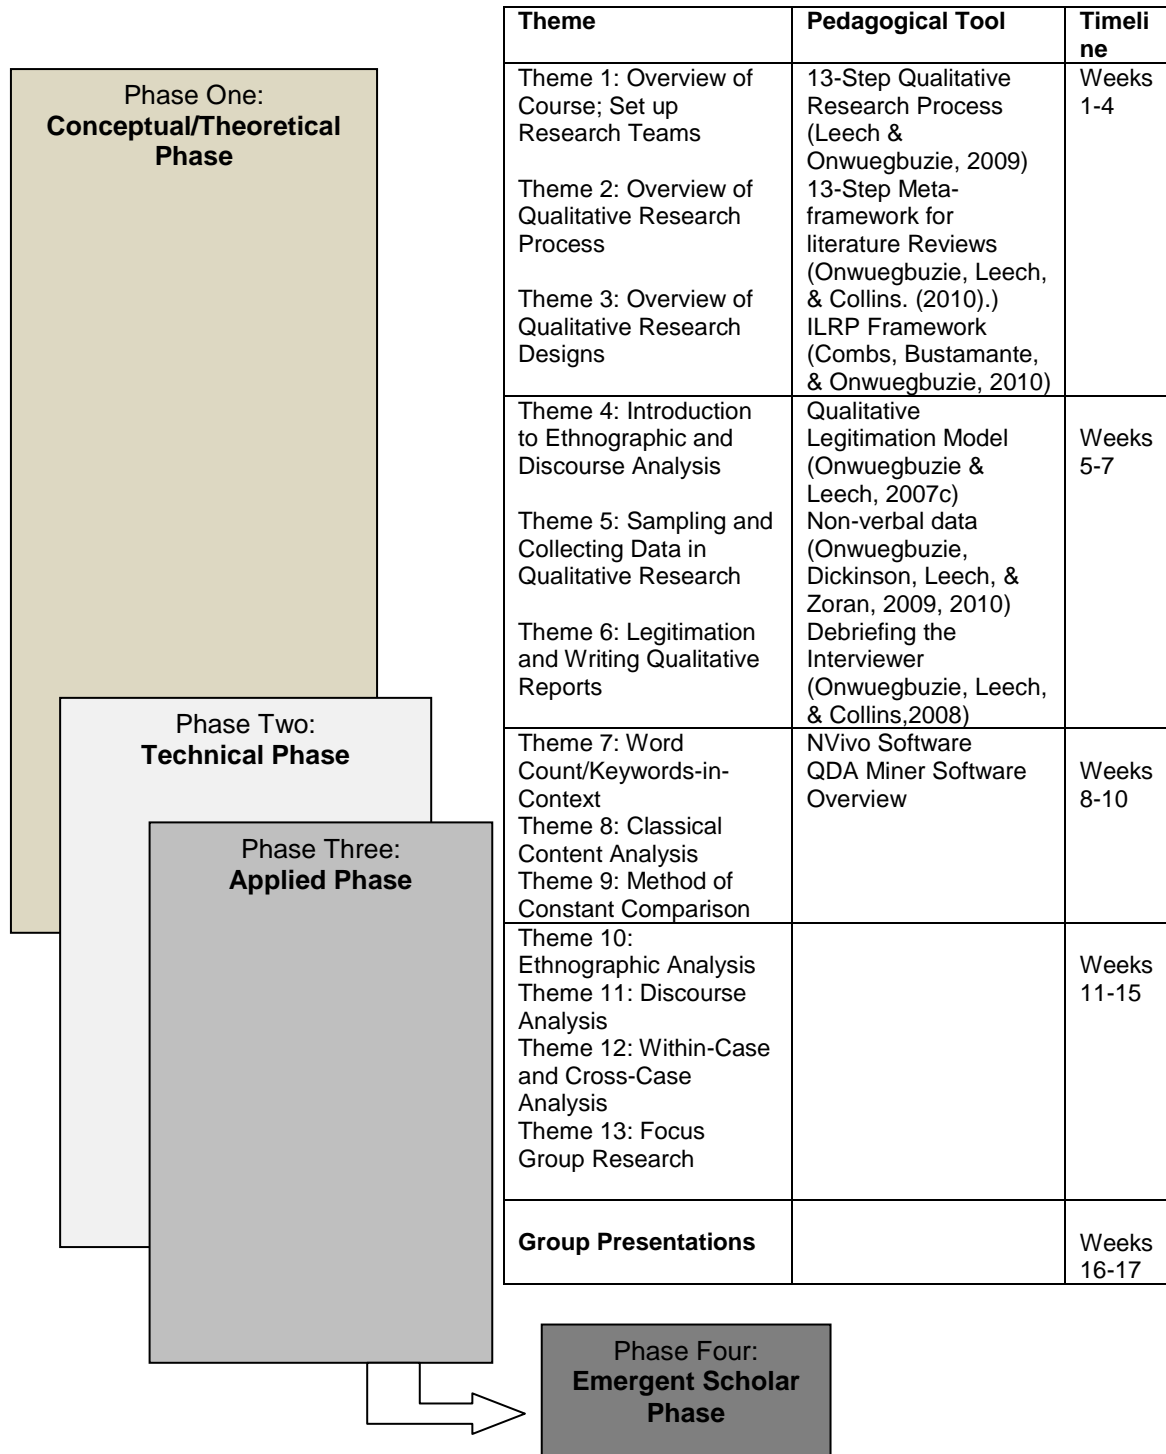 Phase One:
Conceptual/Theoretical
Phase
Phase Two:
Technical Phase
Phase Three:
Applied Phase
Theme
Pedagogical Tool
Timeli
ne
Theme 1: Overview of
Course; Set up
Research Teams
Theme 2: Overview of
Qualitative Research
Process
Theme 3: Overview of
Qualitative Research
Designs
13-Step Qualitative
Research Process
(Leech &
Onwuegbuzie, 2009)
13-Step Meta-
framework for
literature Reviews
(Onwuegbuzie, Leech,
& Collins. (2010).)
ILRP Framework
(Combs, Bustamante,
& Onwuegbuzie, 2010)
Weeks
1-4
Theme 4: Introduction
to Ethnographic and
Discourse Analysis
Theme 5: Sampling and
Collecting Data in
Qualitative Research
Theme 6: Legitimation
and Writing Qualitative
Reports
Qualitative
Legitimation Model
(Onwuegbuzie &
Leech, 2007c)
Non-verbal data
(Onwuegbuzie,
Dickinson, Leech, &
Zoran, 2009, 2010)
Debriefing the
Interviewer
(Onwuegbuzie, Leech,
& Collins,2008)
Weeks
5-7
Theme 7: Word
Count/Keywords-in-
Context
Theme 8: Classical
Content Analysis
Theme 9: Method of
Constant Comparison
NVivo Software
QDA Miner Software
Overview
Weeks
8-10
Theme 10:
Ethnographic Analysis
Theme 11: Discourse
Analysis
Theme 12: Within-Case
and Cross-Case
Analysis
Theme 13: Focus
Group Research
Weeks
11-15
Group Presentations
Weeks
16-17
Phase Four:
Emergent Scholar
Phase